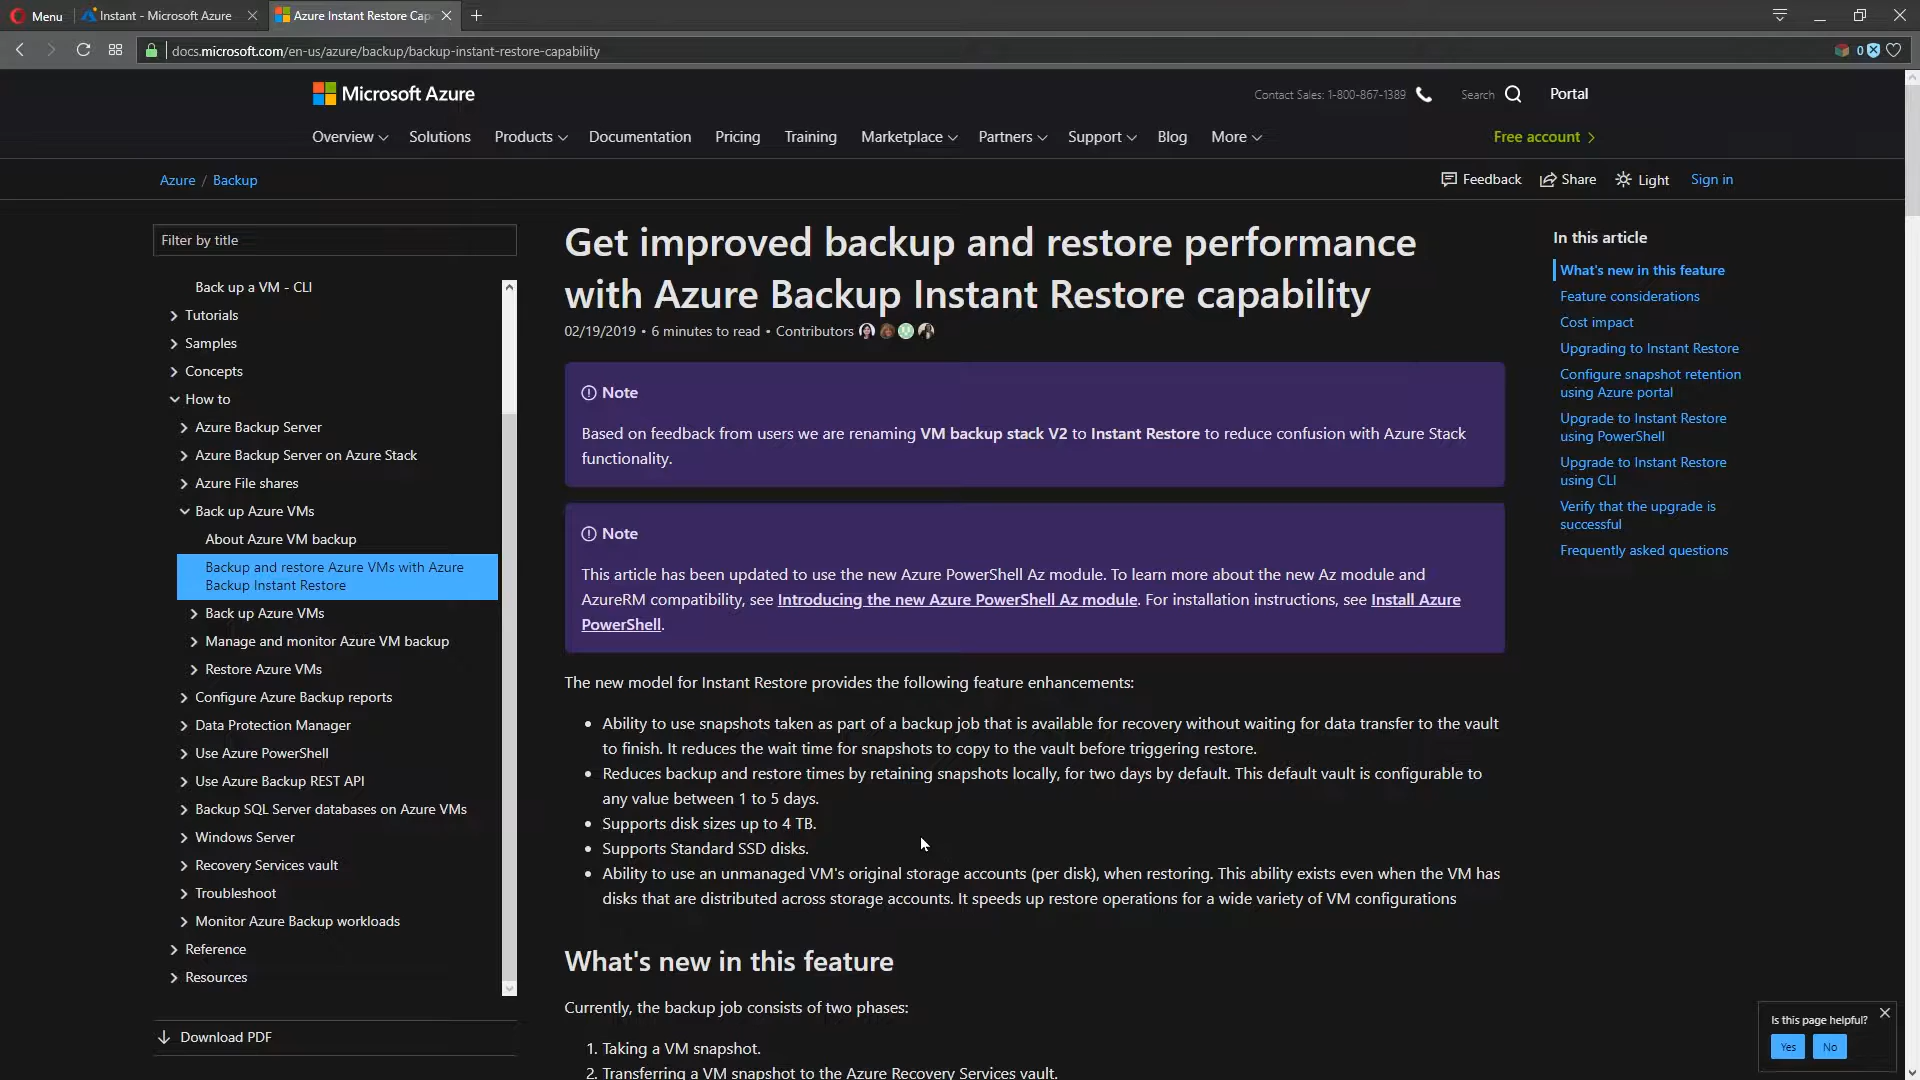 Menu
Instant - Microsoft Azure
Azure Instant Restore Cap
docs.microsoft.com/en-us/azure/backup/backup-instant-restore-capability
0
Microsoft Azure
Contact Sales: 1-800-867-1389
Search
Portal
Overview
Solutions
Products
Documentation
Pricing
Training
Marketplace
Partners
Support
Blog
More
Free account
Azure / Backup
Feedback
Share
Light
Sign in
Filter by title
Back up a VM - CLI
Tutorials
Samples
Concepts
How to
Azure Backup Server
Azure Backup Server on Azure Stack
Azure File shares
Back up Azure VMs
About Azure VM backup
Backup and restore Azure VMs with Azure
Backup Instant Restore
Back up Azure VMs
Manage and monitor Azure VM backup
Restore Azure VMs
Configure Azure Backup reports
Data Protection Manager
Use Azure PowerShell
Use Azure Backup REST API
Backup SQL Server databases on Azure VMs
Windows Server
Recovery Services vault
Troubleshoot
Monitor Azure Backup workloads
Reference
Resources
Download PDF
Get improved backup and restore performance
with Azure Backup Instant Restore capability
02/19/2019 • 6 minutes to read • Contributors
Note
Based on feedback from users we are renaming VM backup stack V2 to Instant Restore to reduce confusion with Azure Stack
functionality.
Note
This article has been updated to use the new Azure PowerShell Az module. To learn more about the new Az module and
AzureRM compatibility, see Introducing the new Azure PowerShell Az module. For installation instructions, see Install Azure
PowerShell.
The new model for Instant Restore provides the following feature enhancements:
• Ability to use snapshots taken as part of a backup job that is available for recovery without waiting for data transfer to the vault
to finish. It reduces the wait time for snapshots to copy to the vault before triggering restore.
• Reduces backup and restore times by retaining snapshots locally, for two days by default. This default vault is configurable to
any value between 1 to 5 days.
• Supports disk sizes up to 4 TB.
• Supports Standard SSD disks.
• Ability to use an unmanaged VM's original storage accounts (per disk), when restoring. This ability exists even when the VM has
disks that are distributed across storage accounts. It speeds up restore operations for a wide variety of VM configurations
What's new in this feature
Currently, the backup job consists of two phases:
1. Taking a VM snapshot.
2. Transferring a VM snapshot to the Azure Recovery Services vault.
In this article
What's new in this feature
Feature considerations
Cost impact
Upgrading to Instant Restore
Configure snapshot retention
using Azure portal
Upgrade to Instant Restore
using PowerShell
Upgrade to Instant Restore
using CLI
Verify that the upgrade is
successful
Frequently asked questions
Is this page helpful?
Yes
No